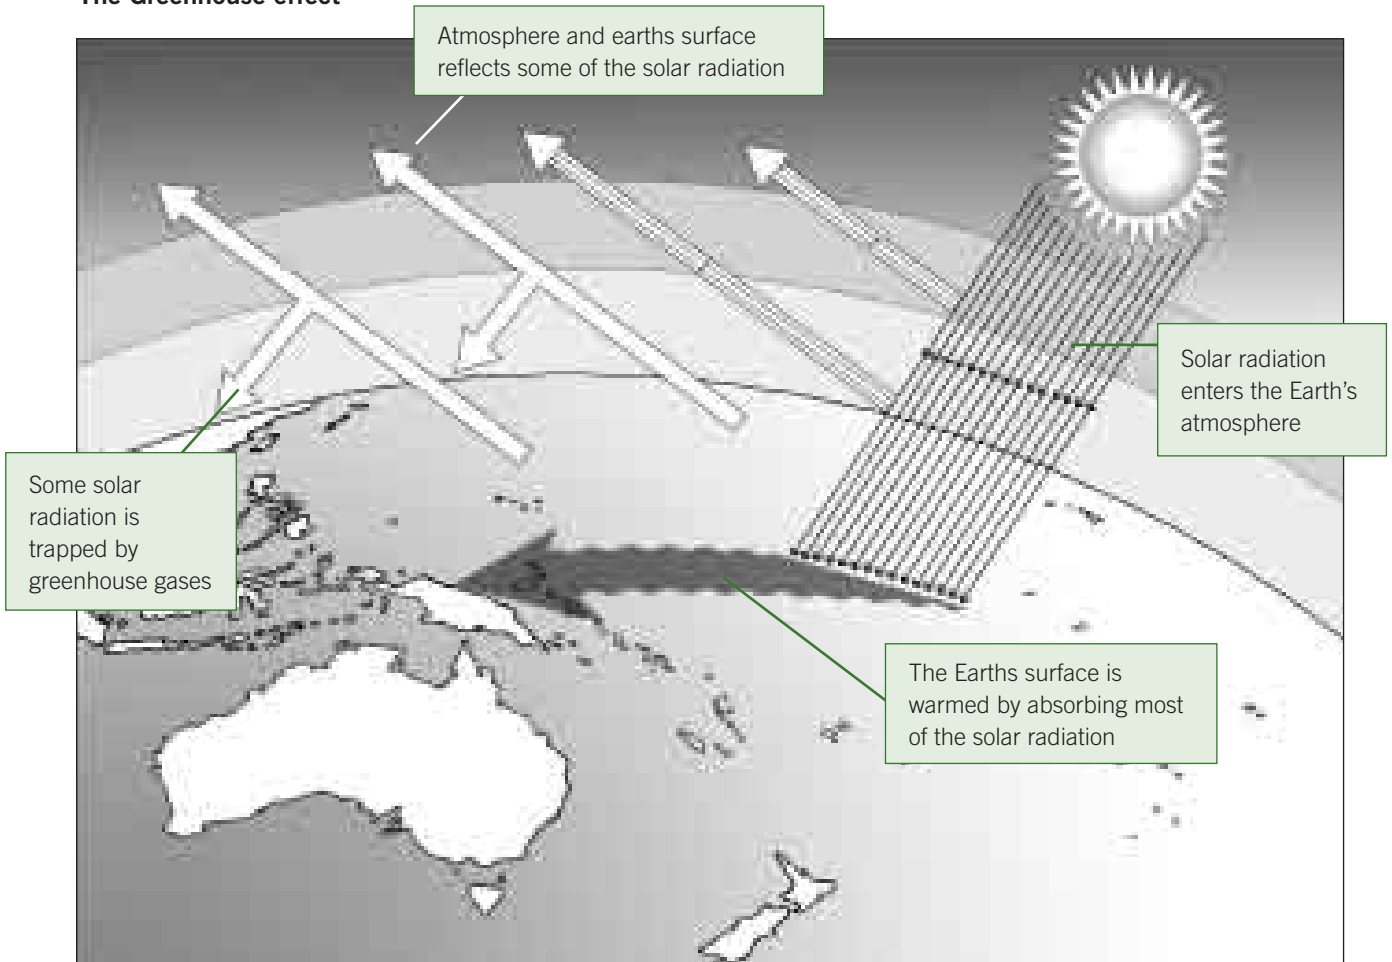 The Greenhouse effect
Atmosphere and earths surface
reflects some of the solar radiation
Solar radiation
enters the Earth's
atmosphere
Some solar
radiation is
trapped by
greenhouse gases
The Earths surface is
warmed by absorbing most
of the solar radiation